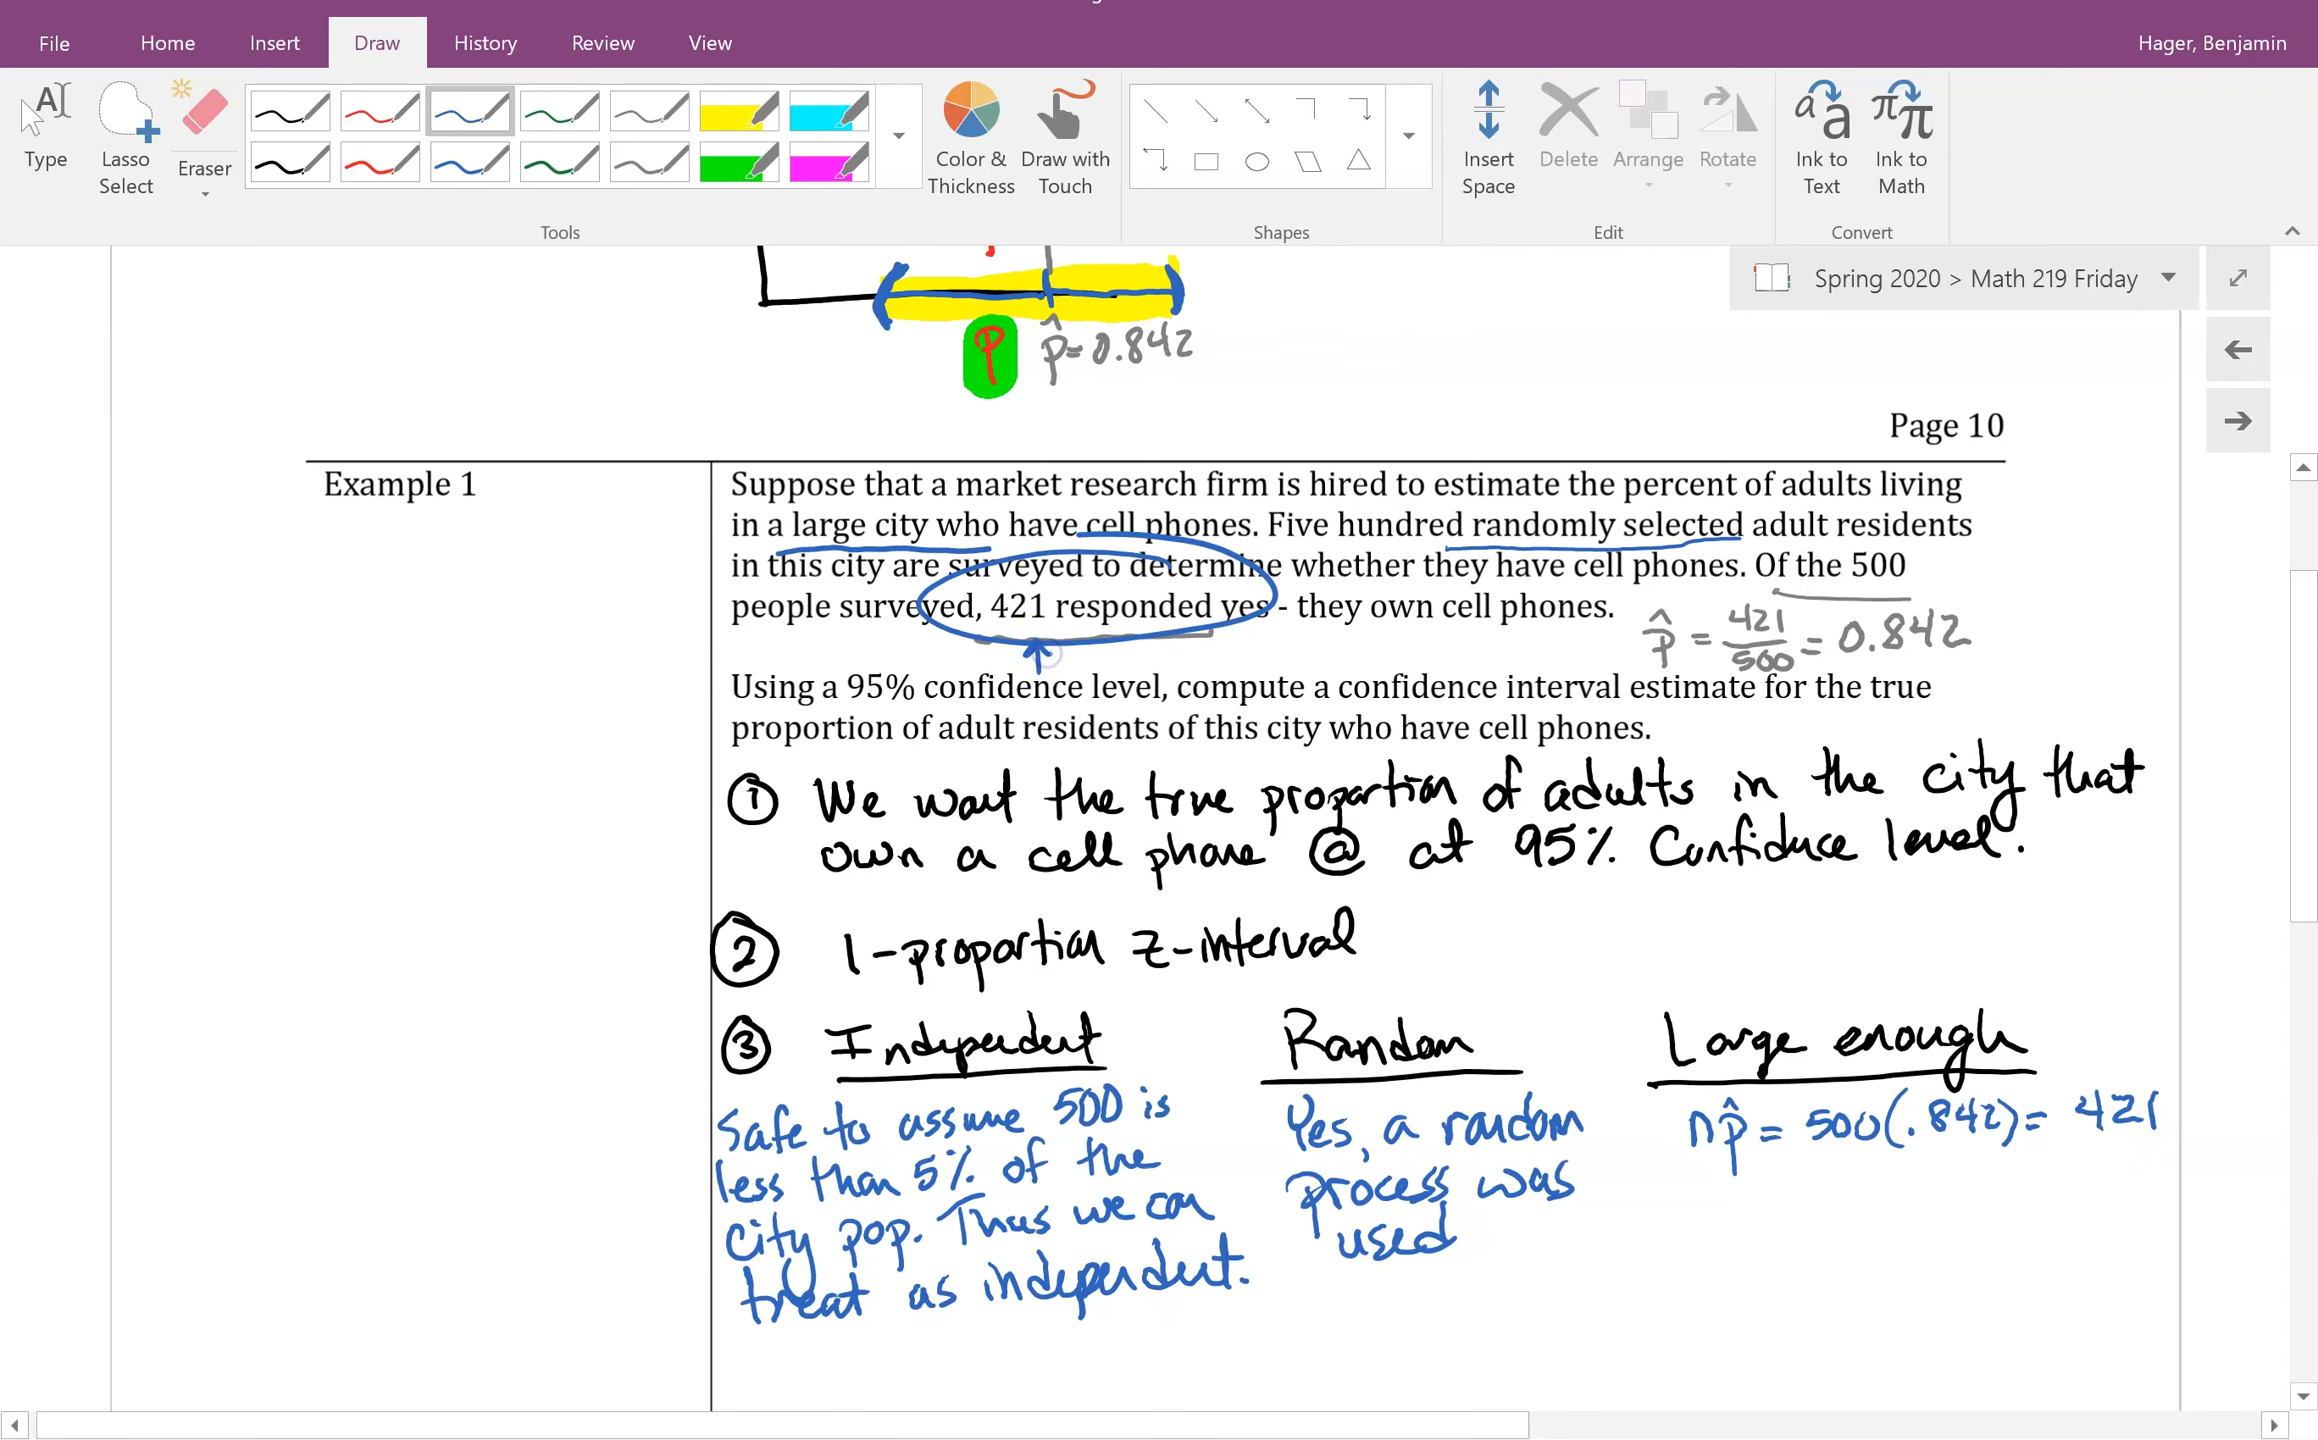 File Home Insert Draw History Review View Hager, Benjamin
Type
Lasso Select
Eraser
Color & Thickness
Draw with Touch
Insert Space
Delete
Arrange
Rotate
Ink to Text
Ink to Math
Tools Shapes Edit Convert
Spring 2020 > Math 219 Friday
P p̂=0.842
Page 10
Example 1
Suppose that a market research firm is hired to estimate the percent of adults living
in a large city who have cell phones. Five hundred randomly selected adult residents
in this city are surveyed to determine whether they have cell phones. Of the 500
people surveyed, 421 responded yes - they own cell phones.
p̂ = 421/500 = 0.842
Using a 95% confidence level, compute a confidence interval estimate for the true
proportion of adult residents of this city who have cell phones.
① We want the true proportion of adults in the city that
own a cell phone @ at 95% Confidence level.
② 1-proportion z-interval
③ Independent Random Large enough
Safe to assume 500 is
less than 5% of the
city pop. Thus we can
treat as independent.
Yes, a random
process was
used
np̂ = 500(.842) = 421